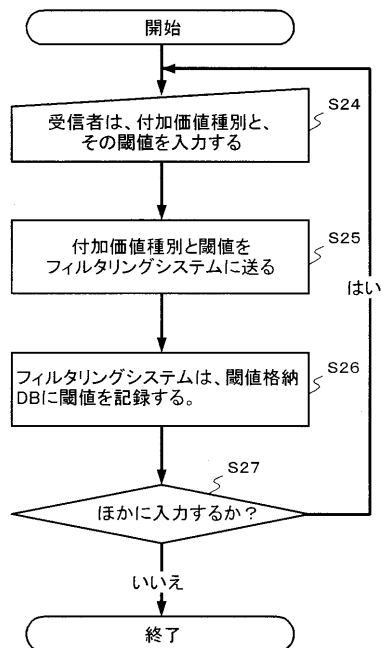 開始
受信者は、付加価値種別と、
その閾値を入力する
S24
付加価値種別と閾値を
フィルタリングシステムに送る
S25
はい
フィルタリングシステムは、閾値格納
DBに閾値を記録する。
S26
S27
ほかに入力するか？
いいえ
終了